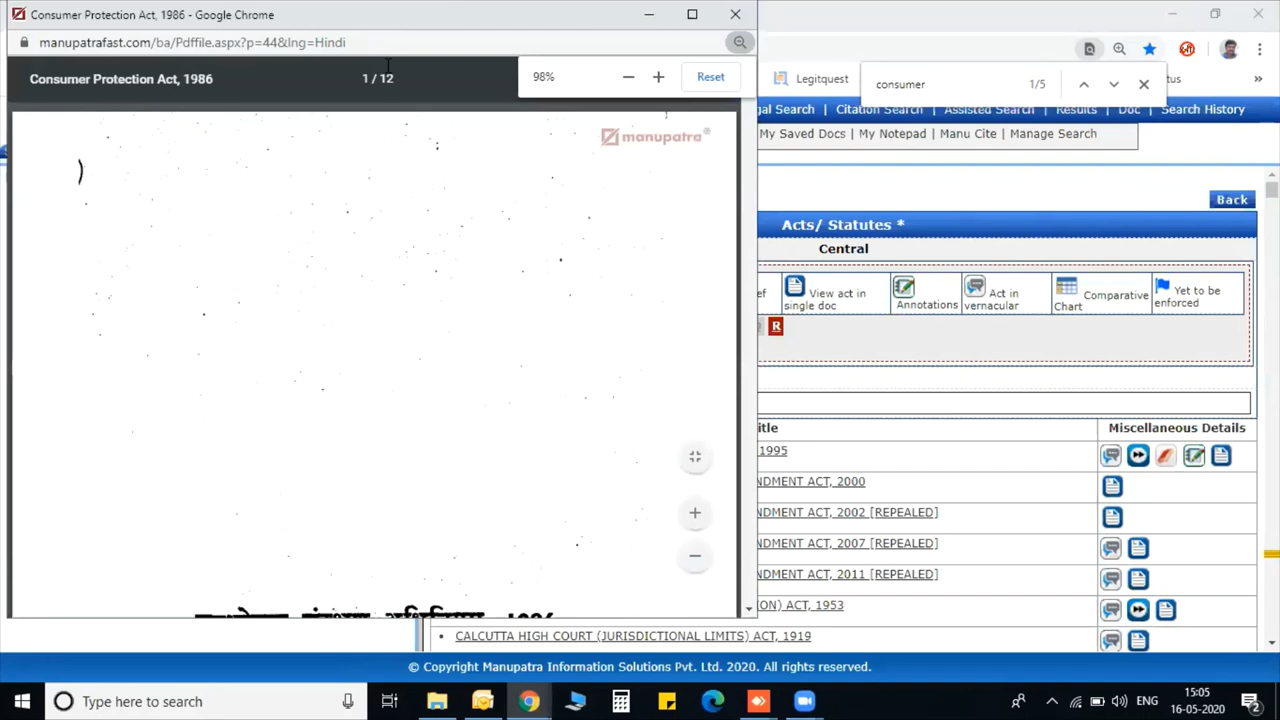 Consumer Protection Act, 1986 - Google Chrome
manupatrafast.com/ba/Pdffile.aspx?p=44&lng=Hindi
Consumer Protection Act, 1986
1 / 12
98%
Reset
manupatra®
)
Legitquest
consumer
1/5
gal Search | Citation Search | Assisted Search | Results | Doc | Search History
My Saved Docs | My Notepad | Manu Cite | Manage Search
Back
Acts/ Statutes *
Central
View act in single doc
Annotations
Act in vernacular
Comparative Chart
Yet to be enforced
R
Miscellaneous Details
1995
NDMENT ACT, 2000
NDMENT ACT, 2002 [REPEALED]
NDMENT ACT, 2007 [REPEALED]
NDMENT ACT, 2011 [REPEALED]
ON) ACT, 1953
CALCUTTA HIGH COURT (JURISDICTIONAL LIMITS) ACT, 1919
© Copyright Manupatra Information Solutions Pvt. Ltd. 2020. All rights reserved.
Type here to search
ENG
15:05
16-05-2020
2